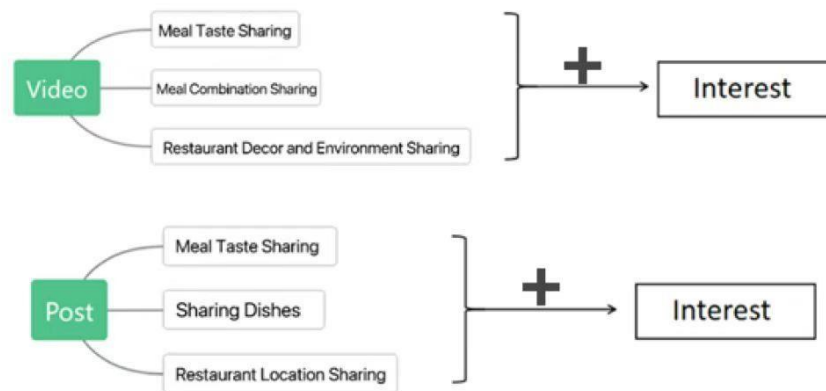 Meal Taste Sharing
Video
Meal Combination Sharing
Restaurant Decor and Environment Sharing
+
Interest
Meal Taste Sharing
Post
Sharing Dishes
Restaurant Location Sharing
+
Interest